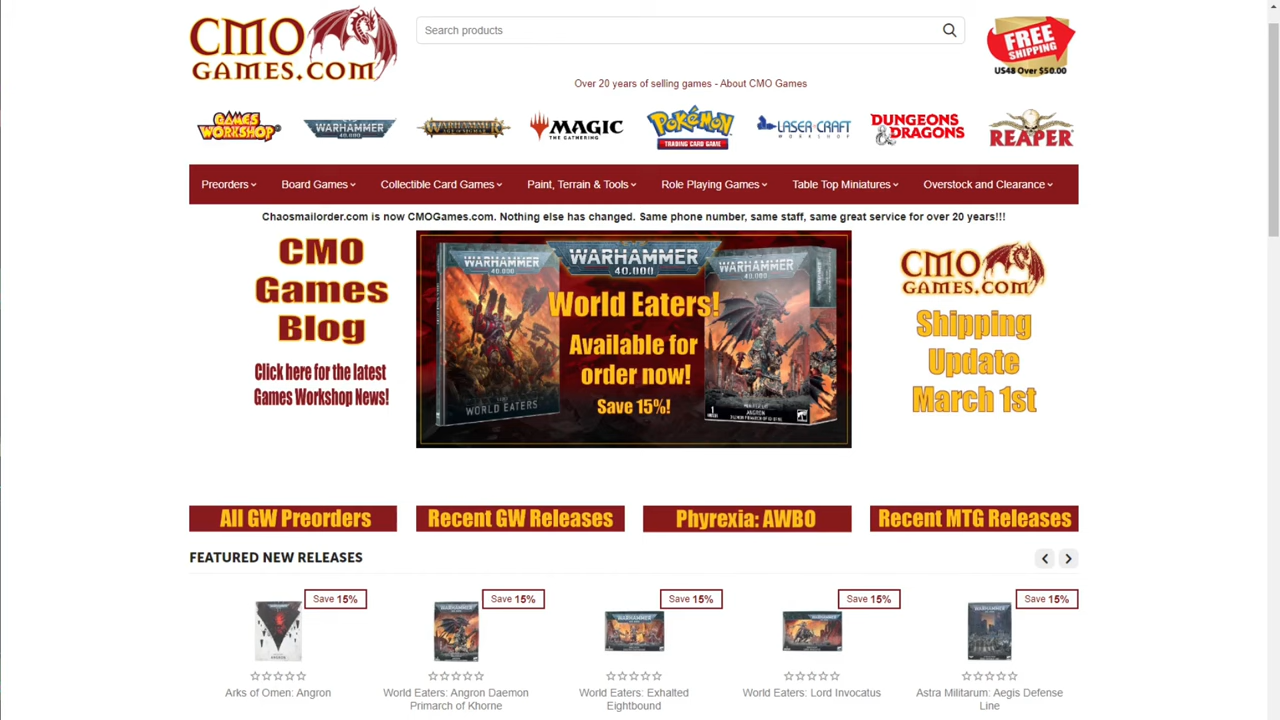 CMO
GAMES.COM
Search products
FREE
SHIPPING
US48 Over $50.00
Over 20 years of selling games - About CMO Games
GAMES
WORKSHOP
WARHAMMER
40,000
WARHAMMER
AGE OF SIGMAR
MAGIC
THE GATHERING
POKéMON
TRADING CARD GAME
LASER CRAFT
WORKSHOP
DUNGEONS
& DRAGONS
REAPER
Preorders
Board Games
Collectible Card Games
Paint, Terrain & Tools
Role Playing Games
Table Top Miniatures
Overstock and Clearance
Chaosmailorder.com is now CMOGames.com. Nothing else has changed. Same phone number, same staff, same great service for over 20 years!!!
CMO
Games
Blog
Click here for the latest
Games Workshop News!
WARHAMMER
40,000
WORLD EATERS
WARHAMMER
40,000
World Eaters!
Available for
order now!
Save 15%!
WARHAMMER
40,000
ANGRON
CMO
GAMES.COM
Shipping
Update
March 1st
All GW Preorders
Recent GW Releases
Phyrexia: AWBO
Recent MTG Releases
FEATURED NEW RELEASES
Save 15%
Save 15%
Save 15%
Save 15%
Save 15%
Arks of Omen: Angron
World Eaters: Angron Daemon
Primarch of Khorne
World Eaters: Exhalted
Eightbound
World Eaters: Lord Invocatus
Astra Militarum: Aegis Defense
Line